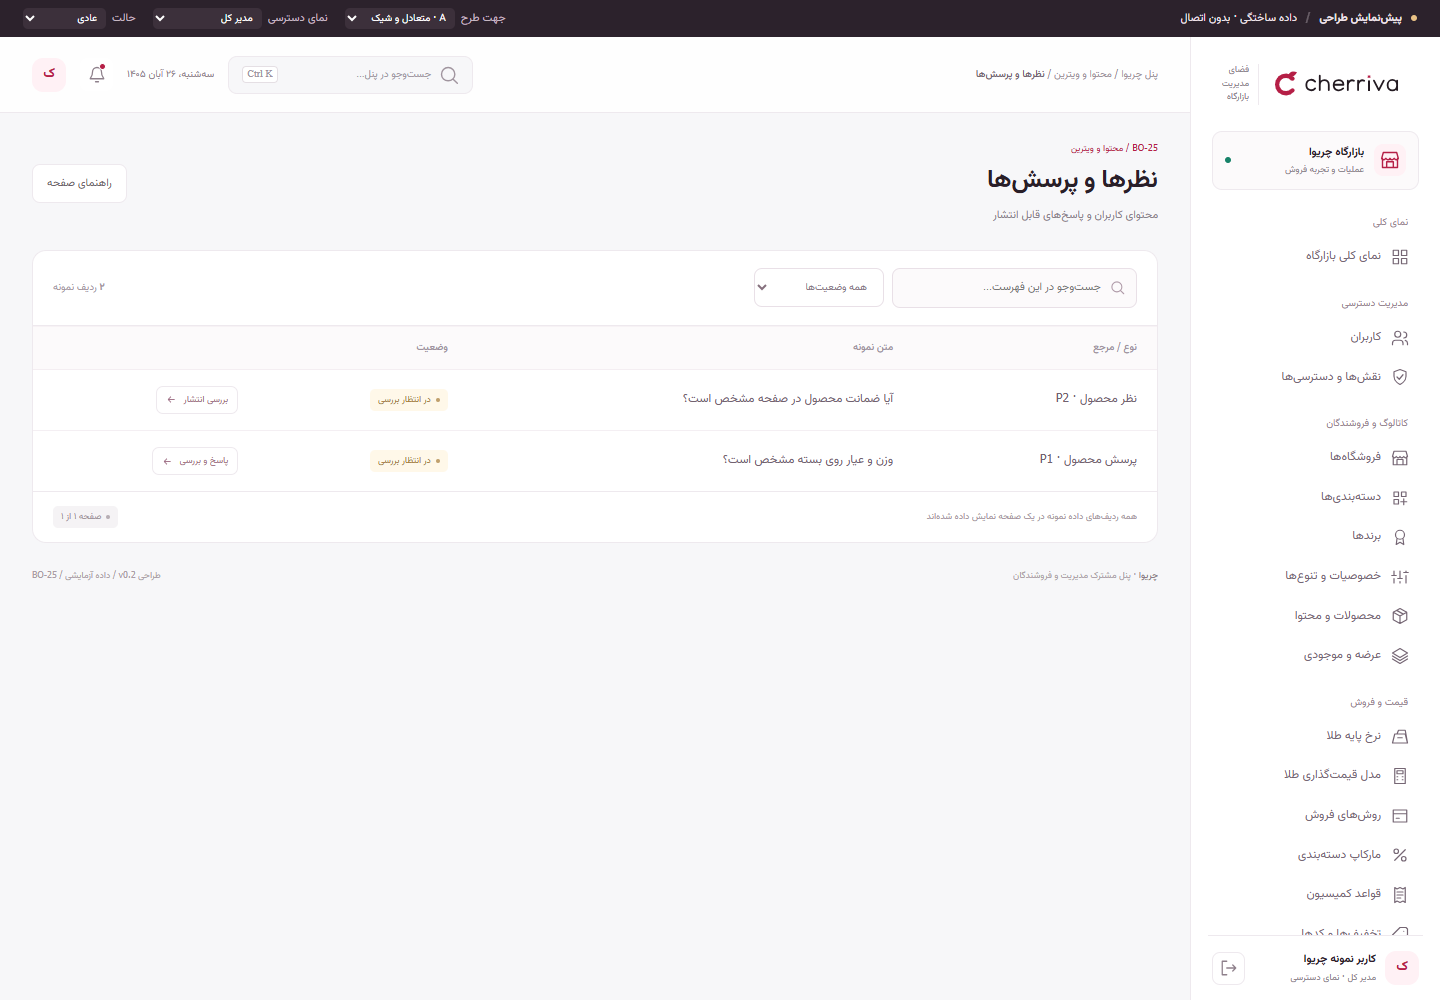 پیش‌نمایش طراحی / داده ساختگی · بدون اتصال
جهت طرح A · متعادل و شیک نمای دسترسی مدیر کل حالت عادی
cherriva
فضای
مدیریت
بازارگاه
بازارگاه چریوا
عملیات و تجربه فروش
نمای کلی
نمای کلی بازارگاه
مدیریت دسترسی
کاربران
نقش‌ها و دسترسی‌ها
کاتالوگ و فروشندگان
فروشگاه‌ها
دسته‌بندی‌ها
برندها
خصوصیات و تنوع‌ها
محصولات و محتوا
عرضه و موجودی
قیمت و فروش
نرخ پایه طلا
مدل قیمت‌گذاری طلا
روش‌های فروش
مارکاپ دسته‌بندی
قواعد کمیسیون
تخفیف‌ها و کدها
ک
کاربر نمونه چریوا
مدیر کل · نمای دسترسی
پنل چریوا / محتوا و ویترین / نظرها و پرسش‌ها
جست‌وجو در پنل... Ctrl K
سه‌شنبه، ۲۶ آبان ۱۴۰۵
ک
BO-25 / محتوا و ویترین
نظرها و پرسش‌ها
محتوای کاربران و پاسخ‌های قابل انتشار
راهنمای صفحه
جست‌وجو در این فهرست...
همه وضعیت‌ها
۲ ردیف نمونه
نوع / مرجع متن نمونه وضعیت
نظر محصول · P2 آیا ضمانت محصول در صفحه مشخص است؟ در انتظار بررسی بررسی انتشار ←
پرسش محصول · P1 وزن و عیار روی بسته مشخص است؟ در انتظار بررسی پاسخ و بررسی ←
همه ردیف‌های داده نمونه در یک صفحه نمایش داده شده‌اند
صفحه ۱ از ۱
چریوا · پنل مشترک مدیریت و فروشندگان
طراحی v0.2 / داده آزمایشی / BO-25